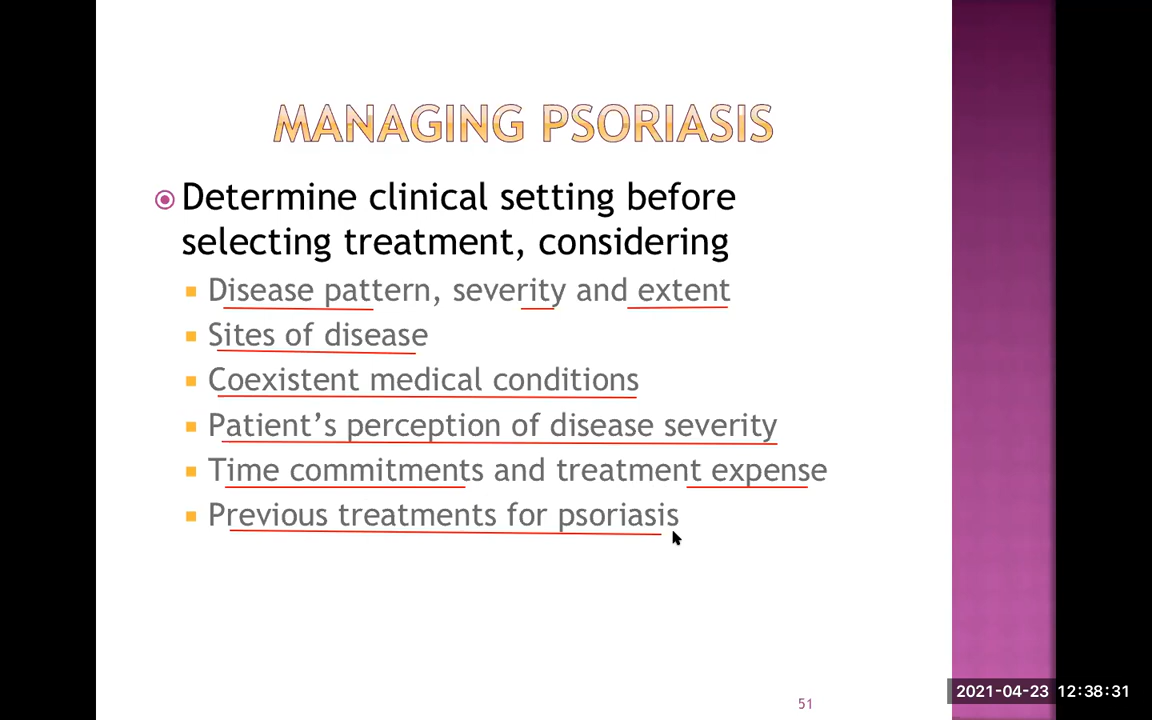 MANAGING PSORIASIS
Determine clinical setting before
selecting treatment, considering
Disease pattern, severity and extent
Sites of disease
Coexistent medical conditions
Patient's perception of disease severity
Time commitments and treatment expense
Previous treatments for psoriasis
51
2021-04-23 12:38:31